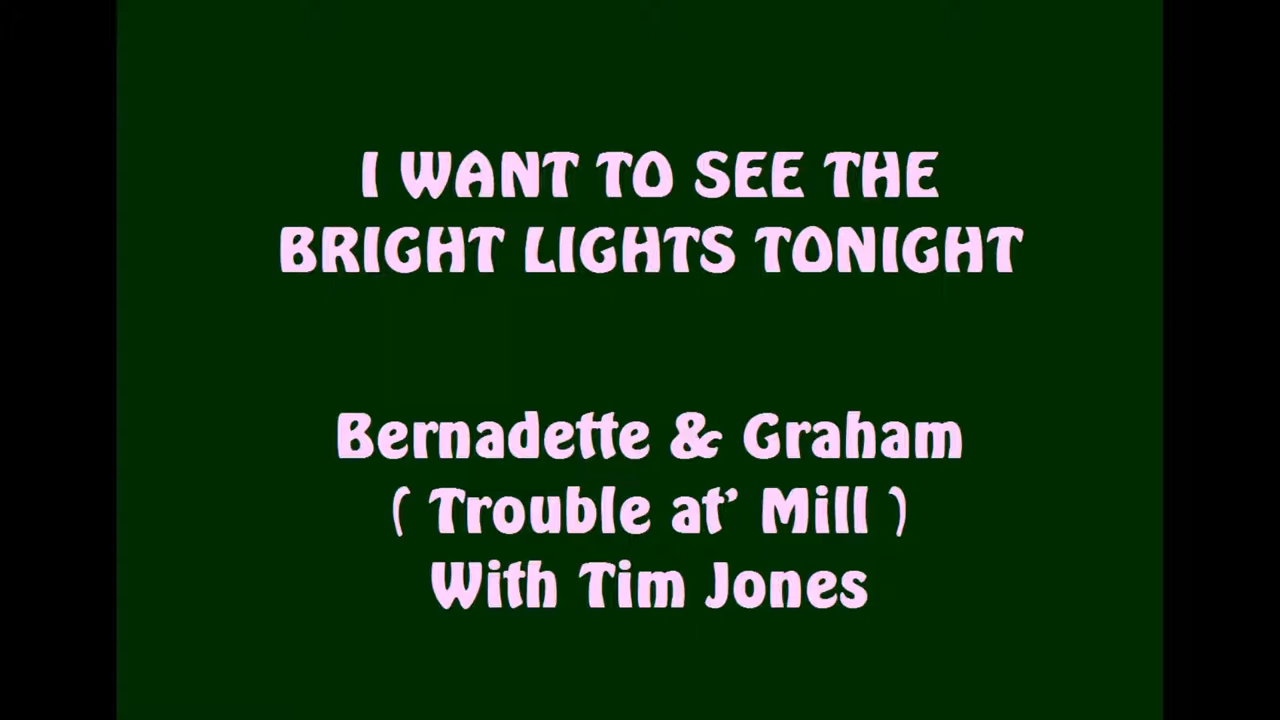 I WANT TO SEE THE
BRIGHT LIGHTS TONIGHT
Bernadette & Graham
( Trouble at’ Mill )
With Tim Jones